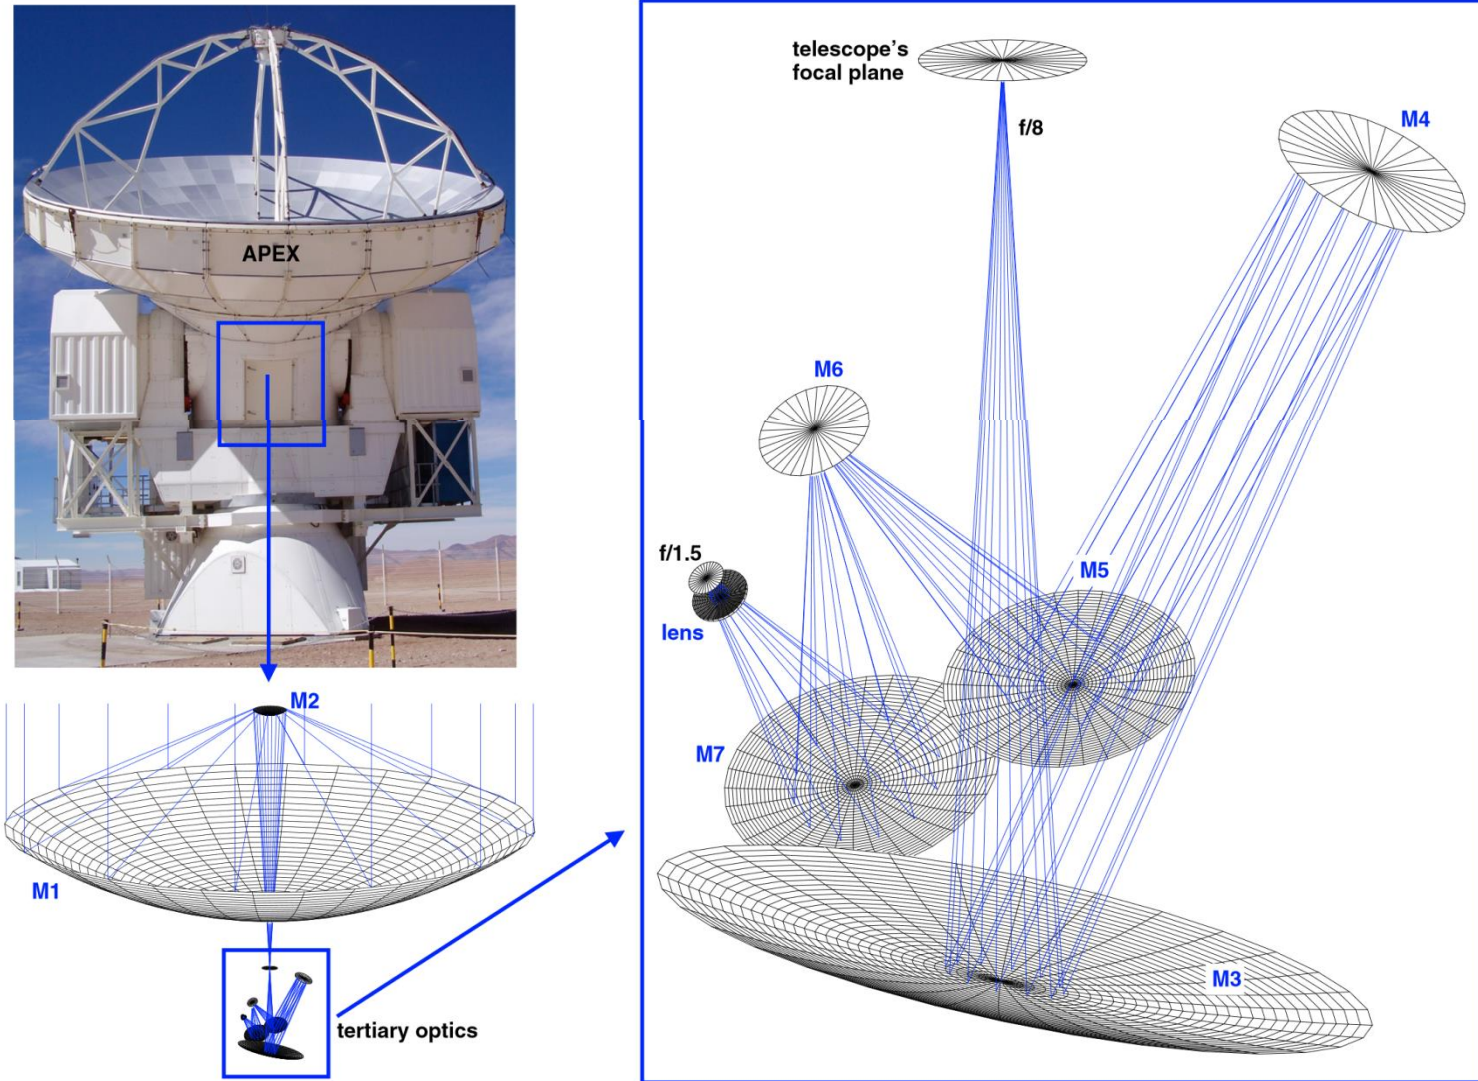 APEX
M2
M1
tertiary optics
telescope's
focal plane
f/8
M4
M6
M5
f/1.5
lens
M7
M3